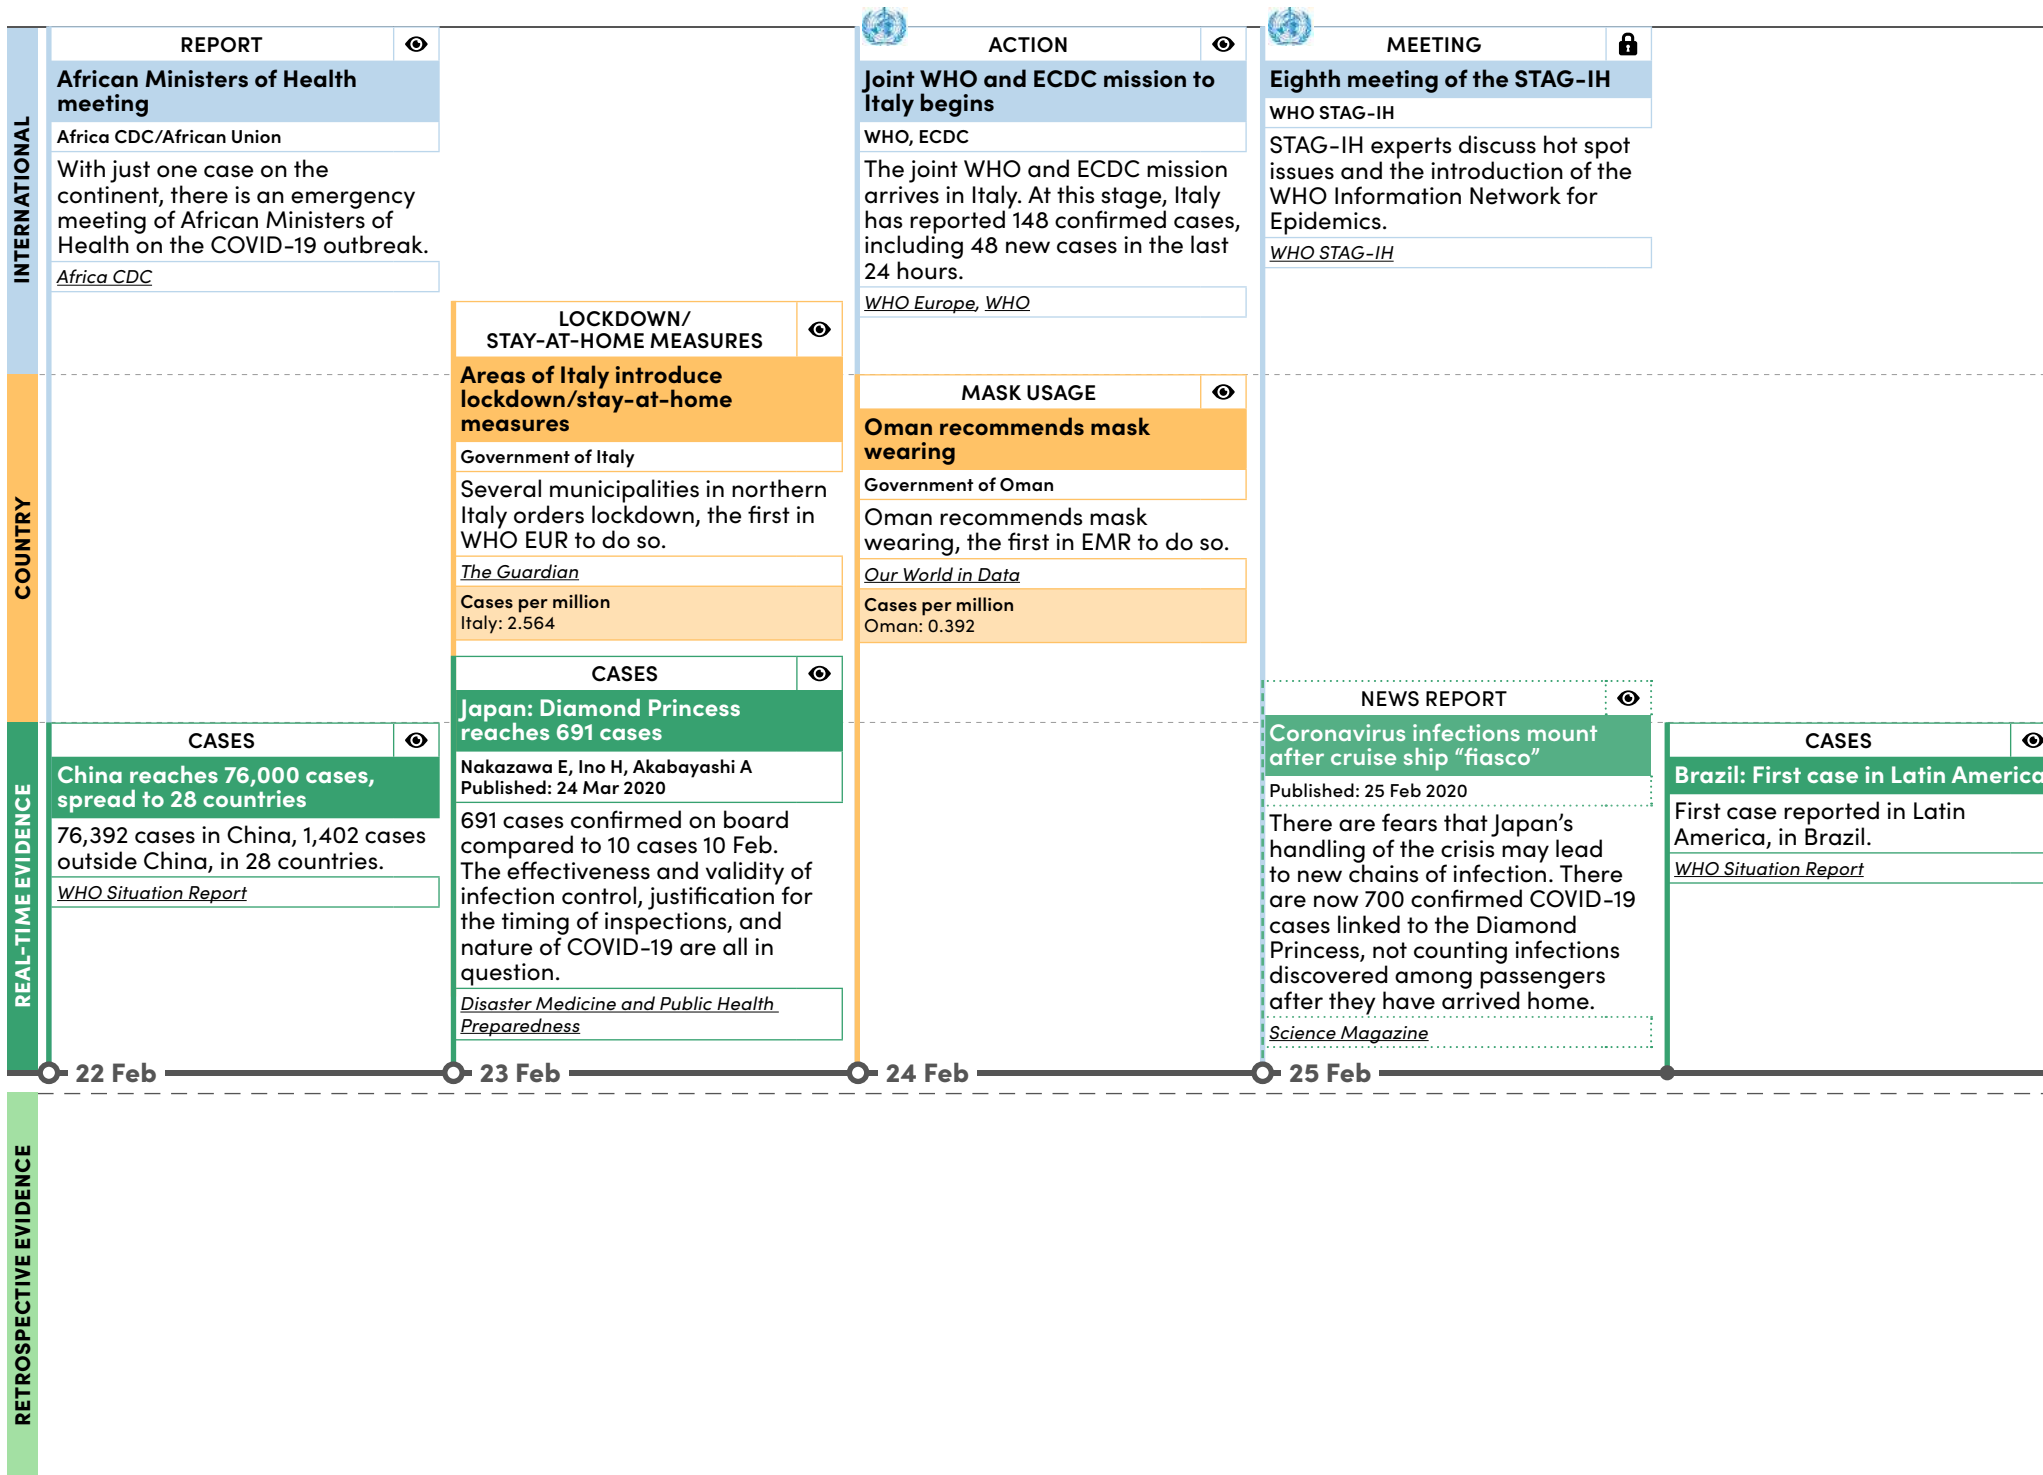 INTERNATIONAL
COUNTRY
REAL-TIME EVIDENCE
RETROSPECTIVE EVIDENCE
REPORT
African Ministers of Health
meeting
Africa CDC/African Union
With just one case on the
continent, there is an emergency
meeting of African Ministers of
Health on the COVID-19 outbreak.
Africa CDC
CASES
China reaches 76,000 cases,
spread to 28 countries
76,392 cases in China, 1,402 cases
outside China, in 28 countries.
WHO Situation Report
22 Feb
LOCKDOWN/
STAY-AT-HOME MEASURES
Areas of Italy introduce
lockdown/stay-at-home
measures
Government of Italy
Several municipalities in northern
Italy orders lockdown, the first in
WHO EUR to do so.
The Guardian
Cases per million
Italy: 2.564
CASES
Japan: Diamond Princess
reaches 691 cases
Nakazawa E, Ino H, Akabayashi A
Published: 24 Mar 2020
691 cases confirmed on board
compared to 10 cases 10 Feb.
The effectiveness and validity of
infection control, justification for
the timing of inspections, and
nature of COVID-19 are all in
question.
Disaster Medicine and Public Health
Preparedness
23 Feb
ACTION
Joint WHO and ECDC mission to
Italy begins
WHO, ECDC
The joint WHO and ECDC mission
arrives in Italy. At this stage, Italy
has reported 148 confirmed cases,
including 48 new cases in the last
24 hours.
WHO Europe, WHO
MASK USAGE
Oman recommends mask
wearing
Government of Oman
Oman recommends mask
wearing, the first in EMR to do so.
Our World in Data
Cases per million
Oman: 0.392
24 Feb
MEETING
Eighth meeting of the STAG-IH
WHO STAG-IH
STAG-IH experts discuss hot spot
issues and the introduction of the
WHO Information Network for
Epidemics.
WHO STAG-IH
NEWS REPORT
Coronavirus infections mount
after cruise ship “fiasco”
Published: 25 Feb 2020
There are fears that Japan’s
handling of the crisis may lead
to new chains of infection. There
are now 700 confirmed COVID-19
cases linked to the Diamond
Princess, not counting infections
discovered among passengers
after they have arrived home.
Science Magazine
25 Feb
CASES
Brazil: First case in Latin America
First case reported in Latin
America, in Brazil.
WHO Situation Report